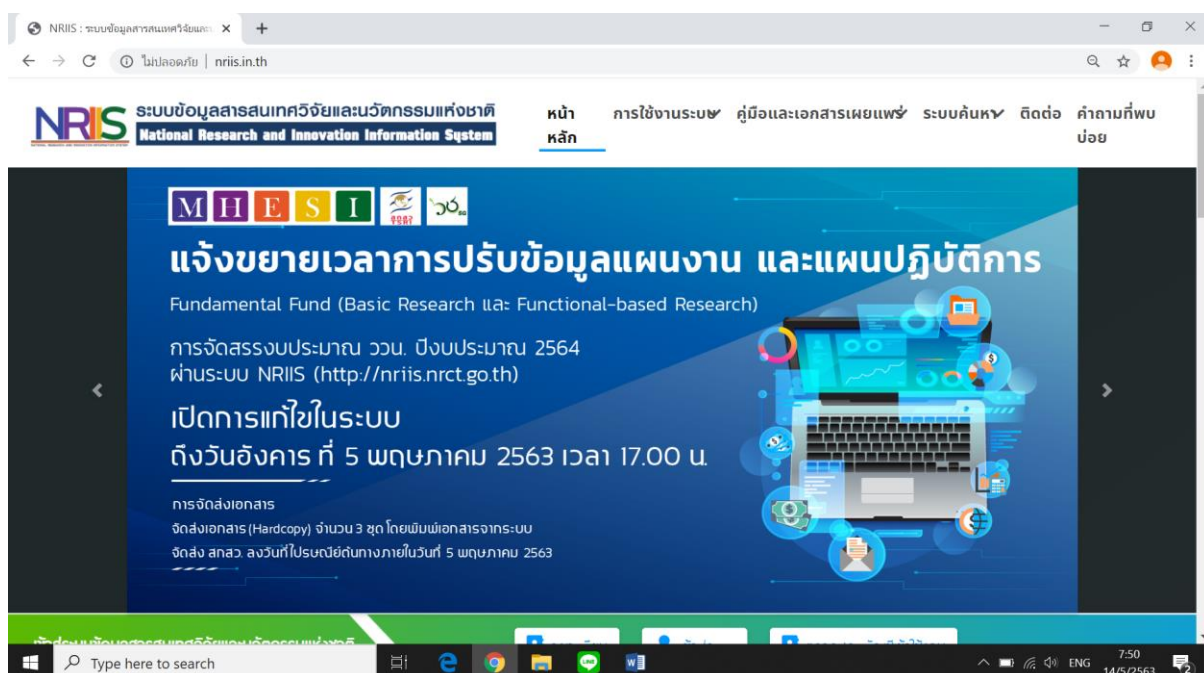 NRIIS : ระบบข้อมูลสารสนเทศวิจัยและ
ไม่ปลอดภัย | nriis.in.th
NRIIS
ระบบข้อมูลสารสนเทศวิจัยและนวัตกรรมแห่งชาติ
National Research and Innovation Information System
หน้าหลัก
การใช้งานระบบ
คู่มือและเอกสารเผยแพร่
ระบบค้นหา
ติดต่อ
คำถามที่พบบ่อย
MHESI
แจ้งขยายเวลาการปรับข้อมูลแผนงาน และแผนปฏิบัติการ
Fundamental Fund (Basic Research และ Functional-based Research)
การจัดสรรงบประมาณ ววน. ปีงบประมาณ 2564
ผ่านระบบ NRIIS (http://nriis.nrct.go.th)
เปิดการแก้ไขในระบบ
ถึงวันอังคาร ที่ 5 พฤษภาคม 2563 เวลา 17.00 น.
การจัดส่งเอกสาร
จัดส่งเอกสาร (Hardcopy) จำนวน 3 ชุด โดยพิมพ์เอกสารจากระบบ
จัดส่ง สกสว. ลงวันที่ไปรษณีย์ต้นทางภายในวันที่ 5 พฤษภาคม 2563
Type here to search
ENG
7:50
14/5/2563